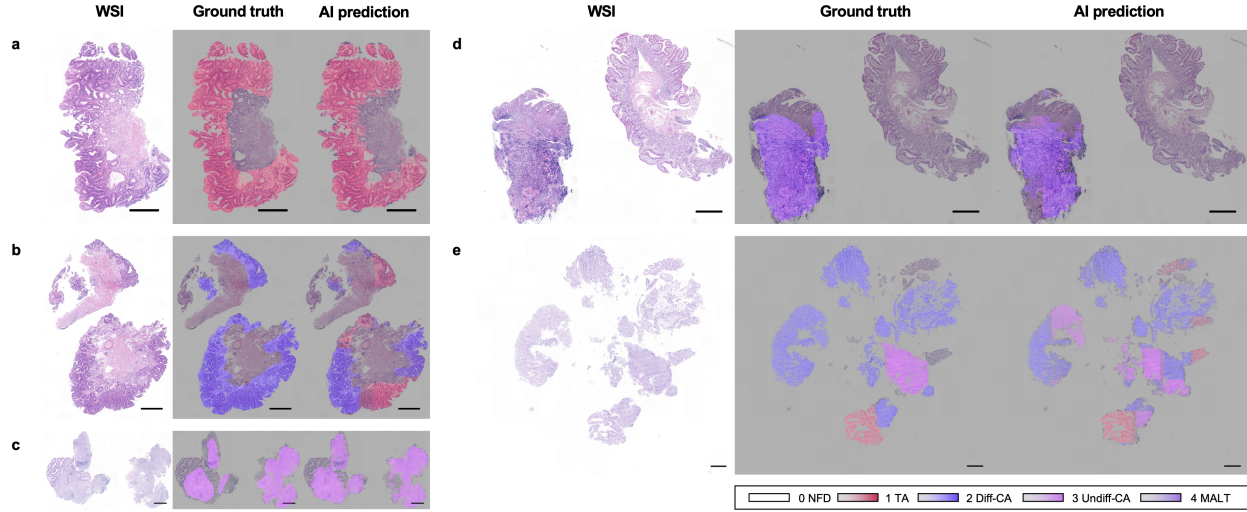 WSI Ground truth AI prediction
a
b
c
WSI Ground truth AI prediction
d
e
0 NFD 1 TA 2 Diff-CA 3 Undiff-CA 4 MALT